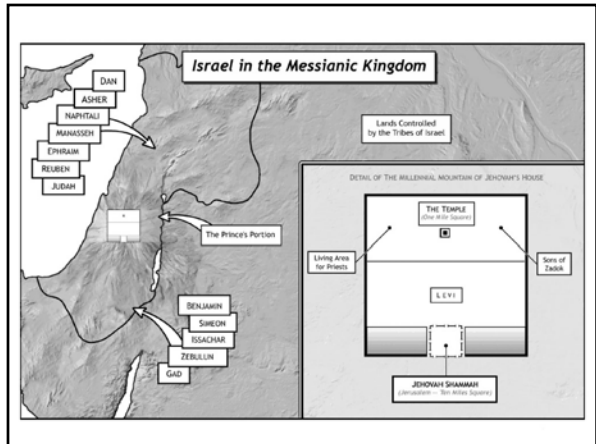 Israel in the Messianic Kingdom
DAN
ASHER
NAPHTALI
MANASSEH
EPHRAIM
REUBEN
JUDAH
Lands Controlled
by the Tribes of Israel
The Prince's Portion
BENJAMIN
SIMEON
ISSACHAR
ZEBULUN
GAD
DETAIL OF THE MILLENNIAL MOUNTAIN OF JEHOVAH'S HOUSE
THE TEMPLE
(One Mile Square)
Living Area
for Priests
Sons of
Zadok
LEVI
JEHOVAH SHAMMAH
(Jerusalem — Ten Miles Square)